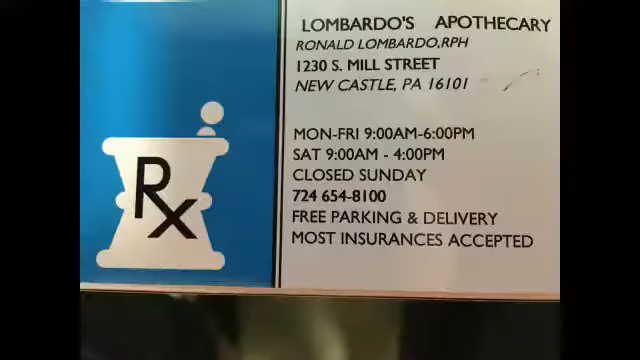 LOMBARDO'S APOTHECARY
RONALD LOMBARDO,RPH
1230 S. MILL STREET
NEW CASTLE, PA 16101
MON-FRI 9:00AM-6:00PM
SAT 9:00AM - 4:00PM
CLOSED SUNDAY
724 654-8100
FREE PARKING & DELIVERY
MOST INSURANCES ACCEPTED
Rx